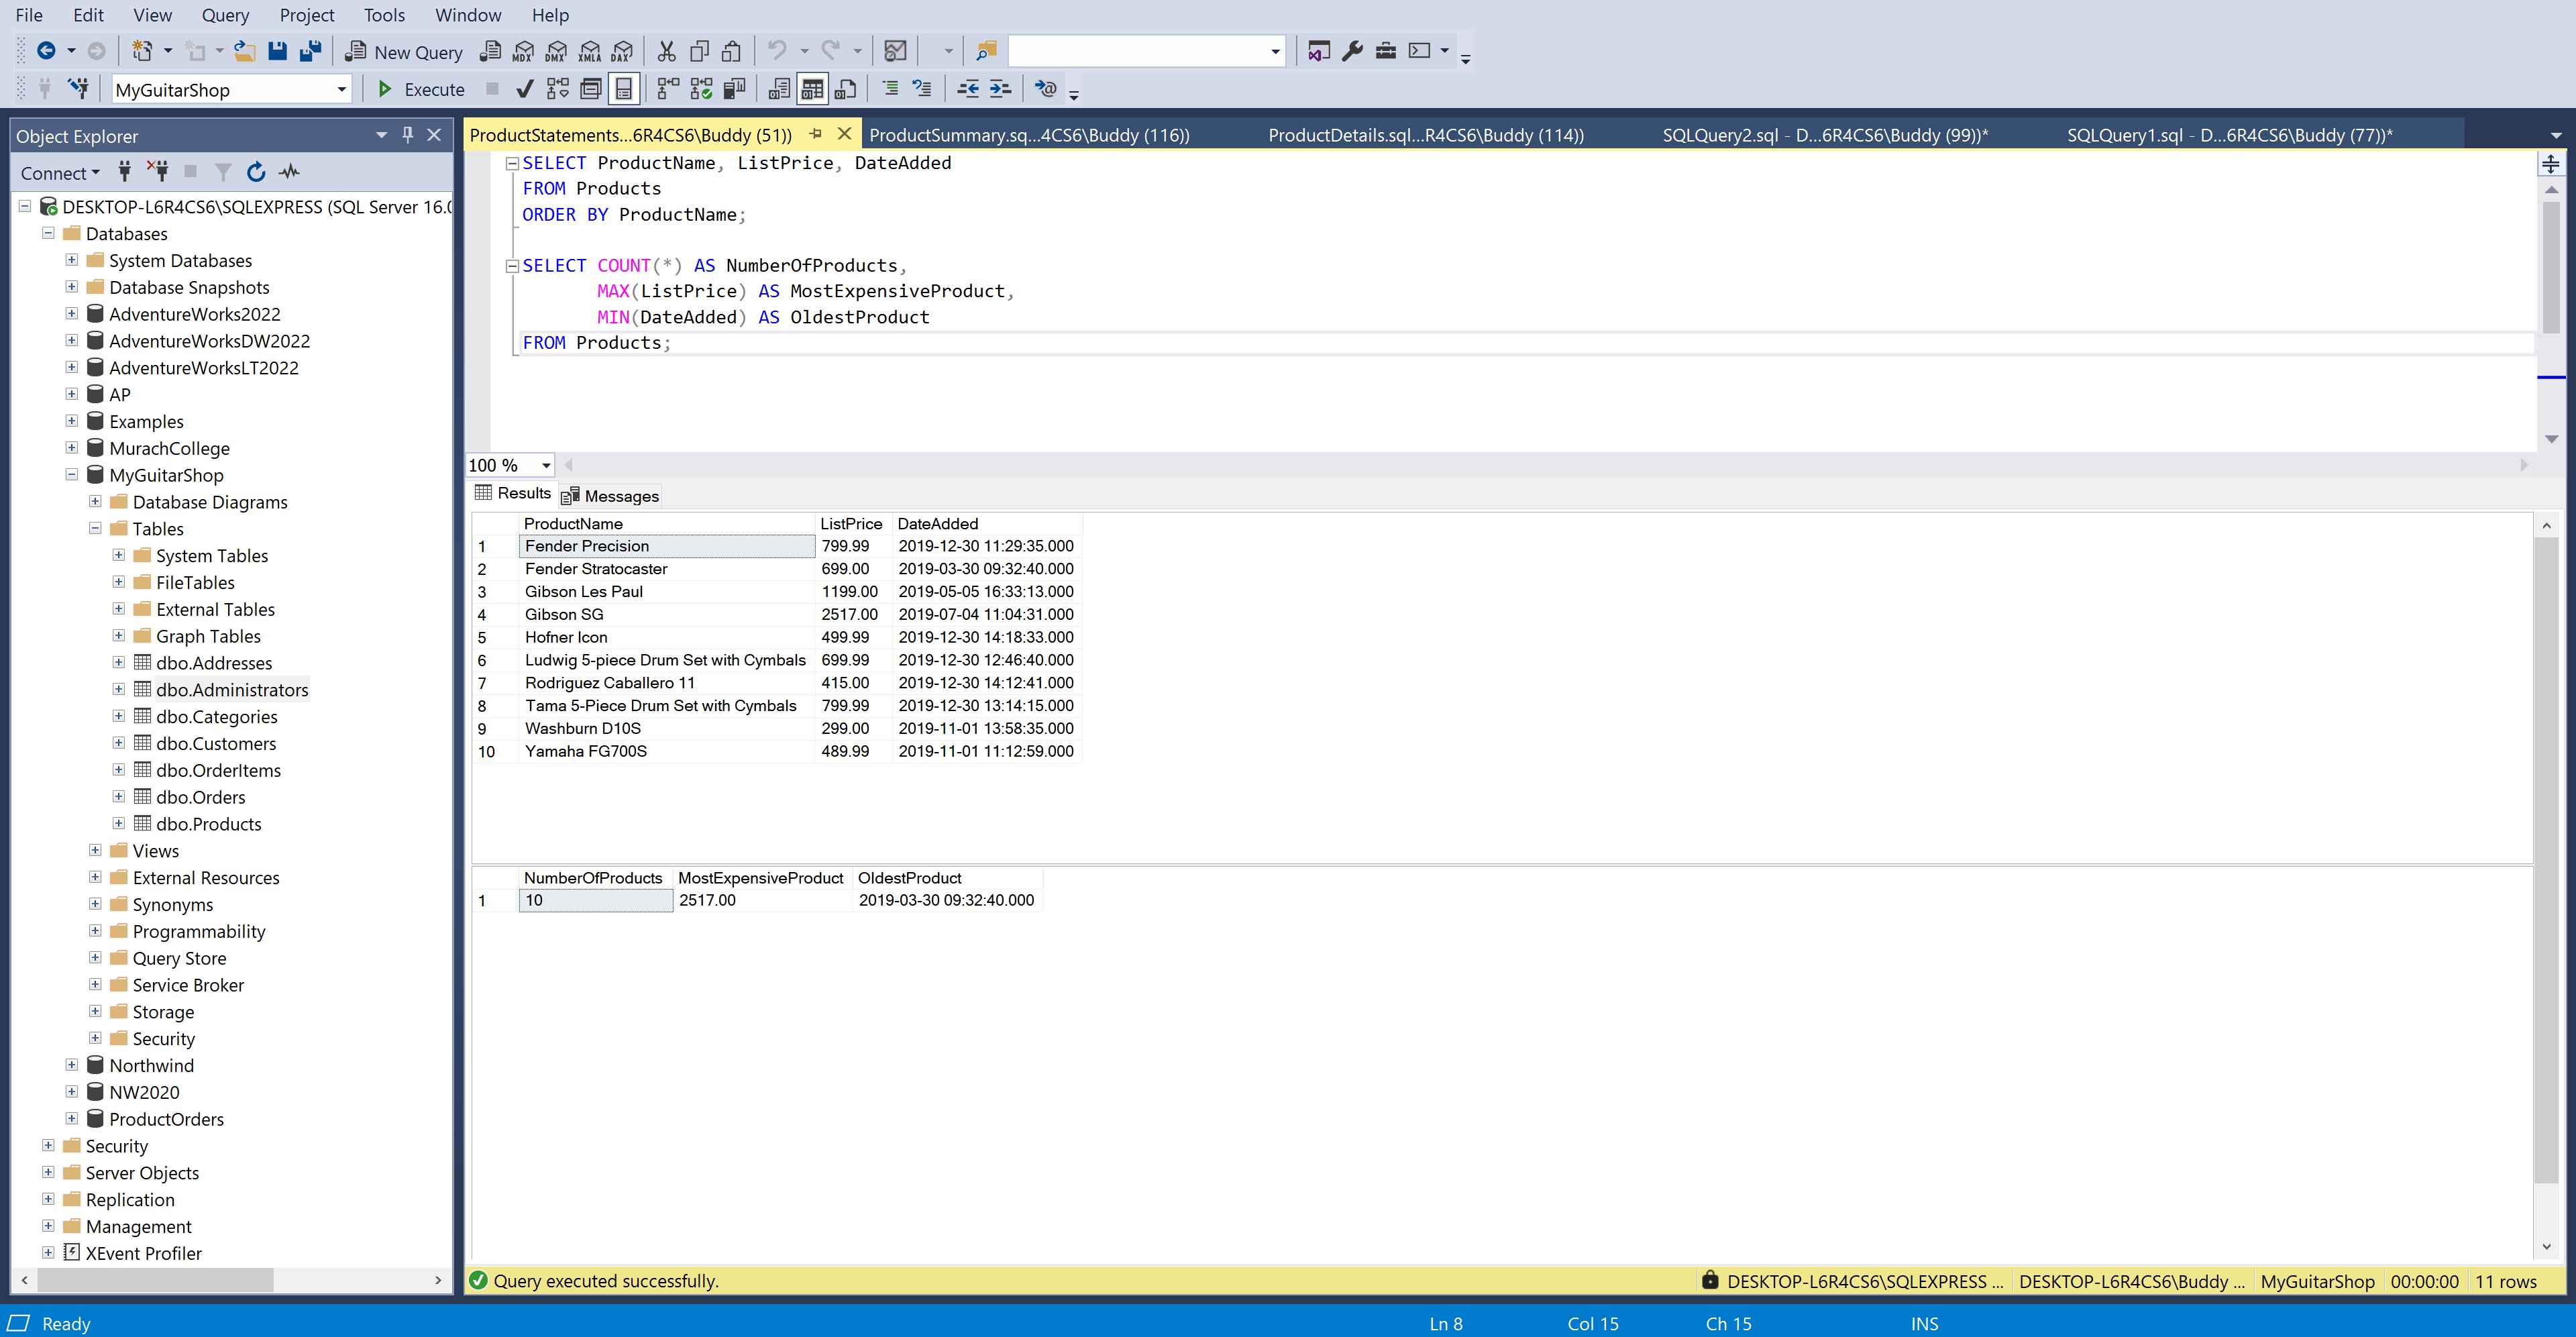 File Edit View Query Project Tools Window Help
New Query MDX DMX XMLA DAX
MyGuitarShop Execute
Object Explorer
Connect
DESKTOP-L6R4CS6\SQLEXPRESS (SQL Server 16.0
Databases
System Databases
Database Snapshots
AdventureWorks2022
AdventureWorksDW2022
AdventureWorksLT2022
AP
Examples
MurachCollege
MyGuitarShop
Database Diagrams
Tables
System Tables
FileTables
External Tables
Graph Tables
dbo.Addresses
dbo.Administrators
dbo.Categories
dbo.Customers
dbo.OrderItems
dbo.Orders
dbo.Products
Views
External Resources
Synonyms
Programmability
Query Store
Service Broker
Storage
Security
Northwind
NW2020
ProductOrders
Security
Server Objects
Replication
Management
XEvent Profiler
ProductStatements...6R4CS6\Buddy (51)) ProductSummary.sq...4CS6\Buddy (116)) ProductDetails.sql...R4CS6\Buddy (114)) SQLQuery2.sql - D...6R4CS6\Buddy (99))* SQLQuery1.sql - D...6R4CS6\Buddy (77))*
SELECT ProductName, ListPrice, DateAdded
FROM Products
ORDER BY ProductName;
SELECT COUNT(*) AS NumberOfProducts,
MAX(ListPrice) AS MostExpensiveProduct,
MIN(DateAdded) AS OldestProduct
FROM Products;
100 %
Results Messages
ProductName ListPrice DateAdded
1 Fender Precision 799.99 2019-12-30 11:29:35.000
2 Fender Stratocaster 699.00 2019-03-30 09:32:40.000
3 Gibson Les Paul 1199.00 2019-05-05 16:33:13.000
4 Gibson SG 2517.00 2019-07-04 11:04:31.000
5 Hofner Icon 499.99 2019-12-30 14:18:33.000
6 Ludwig 5-piece Drum Set with Cymbals 699.99 2019-12-30 12:46:40.000
7 Rodriguez Caballero 11 415.00 2019-12-30 14:12:41.000
8 Tama 5-Piece Drum Set with Cymbals 799.99 2019-12-30 13:14:15.000
9 Washburn D10S 299.00 2019-11-01 13:58:35.000
10 Yamaha FG700S 489.99 2019-11-01 11:12:59.000
NumberOfProducts MostExpensiveProduct OldestProduct
1 10 2517.00 2019-03-30 09:32:40.000
Query executed successfully. DESKTOP-L6R4CS6\SQLEXPRESS ... DESKTOP-L6R4CS6\Buddy ... MyGuitarShop 00:00:00 11 rows
Ready Ln 8 Col 15 Ch 15 INS